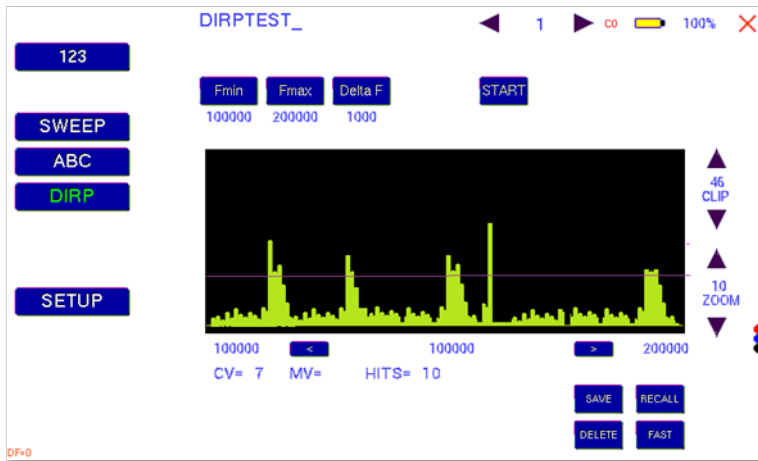 DIRPTEST_ 1 CO 100%
123
Fmin Fmax Delta F START
100000 200000 1000
SWEEP
ABC
DIRP
46
CLIP
SETUP
10
ZOOM
100000 < 100000 > 200000
CV= 7 MV= HITS= 10
SAVE RECALL
DELETE FAST
DF=0